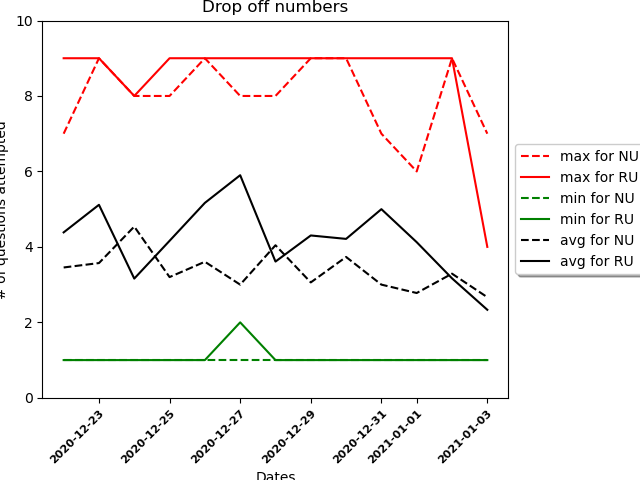 Drop off numbers
10
8
6
4
2
0
# of questions attempted
2020-12-23
2020-12-25
2020-12-27
2020-12-29
2020-12-31
2021-01-01
2021-01-03
Dates
max for NU
max for RU
min for NU
min for RU
avg for NU
avg for RU